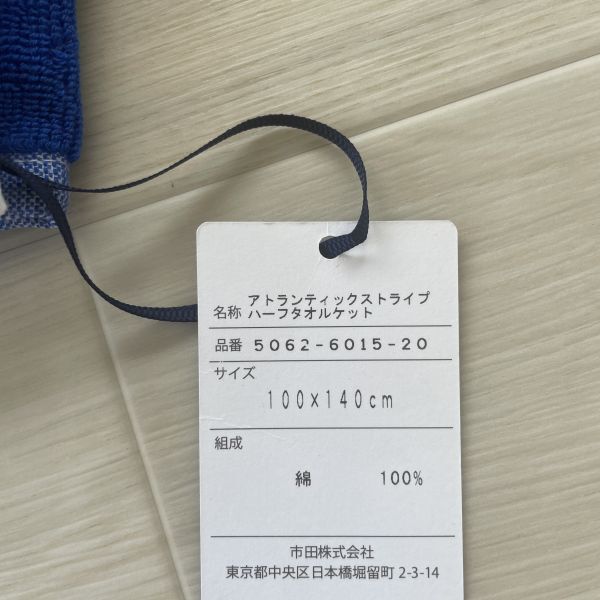 名称 アトランティックストライプ
ハーフタオルケット
品番 5062-6015-20
サイズ
100×140cm
組成
綿 100%
市田株式会社
東京都中央区日本橋堀留町 2-3-14